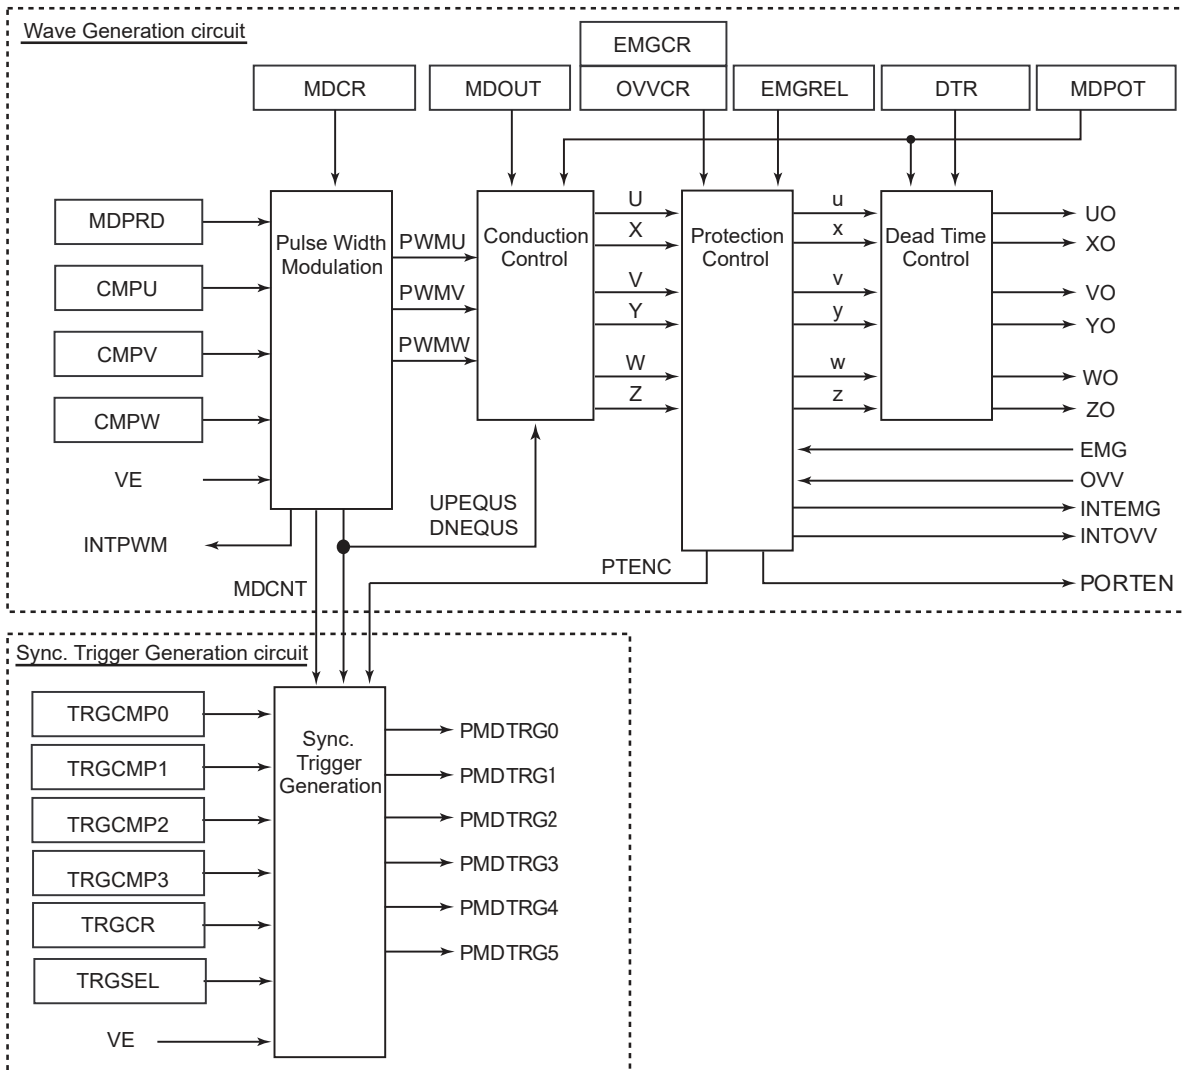 Wave Generation circuit
EMGCR
MDCR
MDOUT
OVVCR
EMGREL
DTR
MDPOT
MDPRD
CMPU
CMPV
CMPW
VE
INTPWM
Pulse Width
Modulation
PWMU
PWMV
PWMW
Conduction
Control
U
X
V
Y
W
Z
Protection
Control
u
x
v
y
w
z
Dead Time
Control
UO
XO
VO
YO
WO
ZO
EMG
OVV
INTEMG
INTOVV
PORTEN
UPEQUS
DNEQUS
MDCNT
PTENC
Sync. Trigger Generation circuit
TRGCMP0
TRGCMP1
TRGCMP2
TRGCMP3
TRGCR
TRGSEL
VE
Sync.
Trigger
Generation
PMDTRG0
PMDTRG1
PMDTRG2
PMDTRG3
PMDTRG4
PMDTRG5